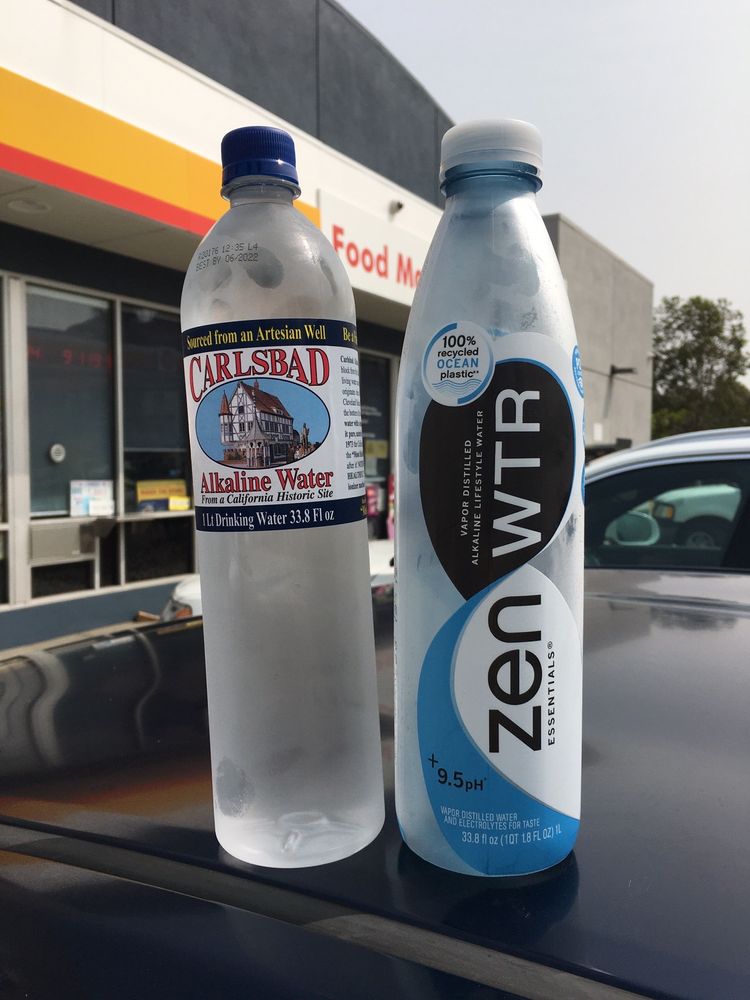 Food
R00176 12:35 L4
BEST BY 06/2022
Sourced from an Artesian Well
CARLSBAD
Alkaline Water
From a California Historic Site
1 Lt Drinking Water 33.8 Fl oz
100%
recycled
OCEAN
plastic**
VAPOR DISTILLED
ALKALINE LIFESTYLE WATER
zen WTR
ESSENTIALS®
+9.5pH*
VAPOR DISTILLED WATER
AND ELECTROLYTES FOR TASTE
33.8 fl oz (1QT 1.8 FL OZ) 1L